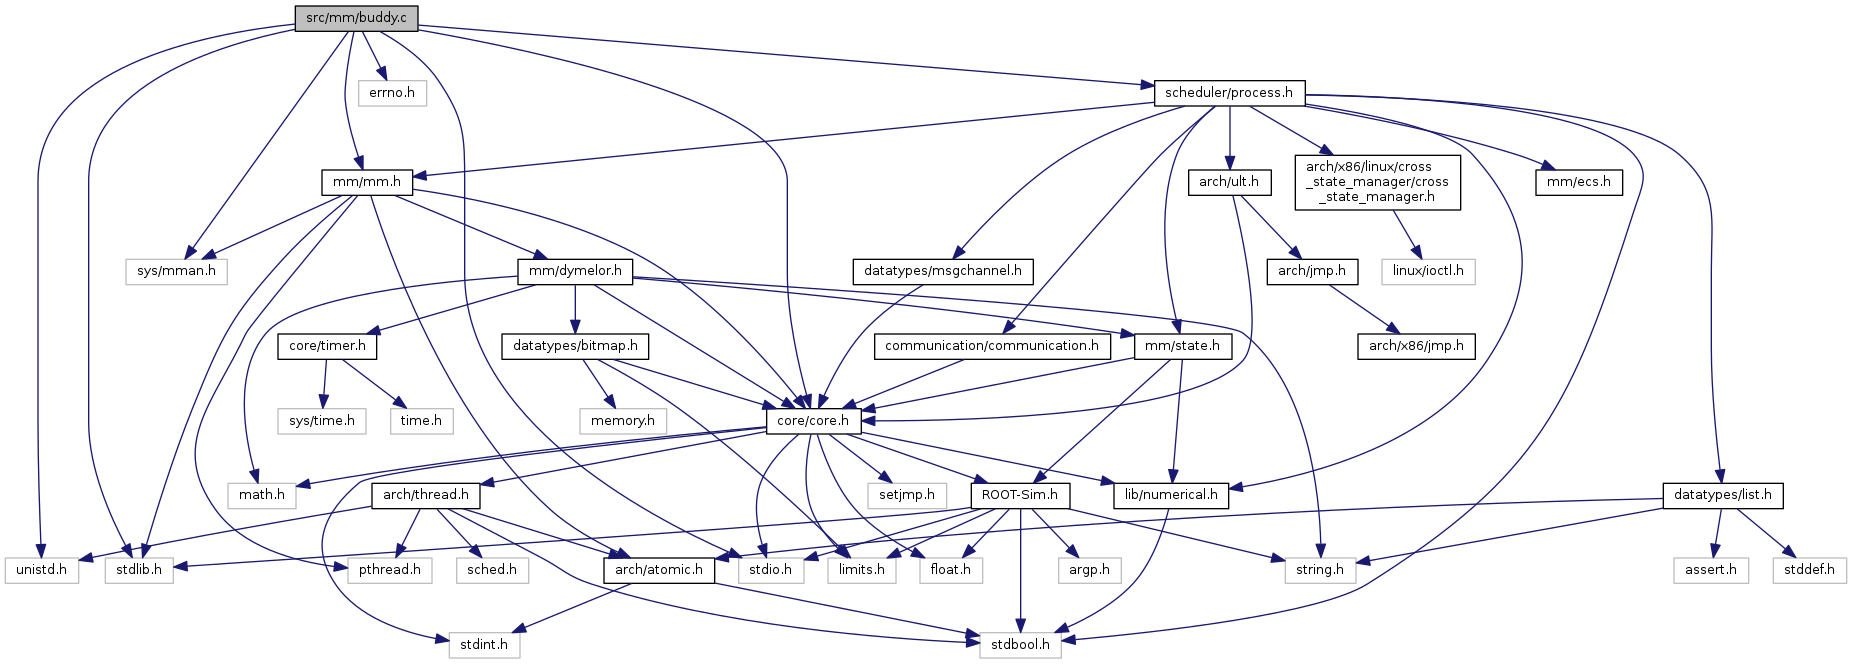 src/mm/buddy.c
errno.h
scheduler/process.h
mm/mm.h
arch/ult.h
arch/x86/linux/cross
_state_manager/cross
_state_manager.h
mm/ecs.h
sys/mman.h
mm/dymelor.h
datatypes/msgchannel.h
arch/jmp.h
linux/ioctl.h
core/timer.h
datatypes/bitmap.h
communication/communication.h
mm/state.h
arch/x86/jmp.h
sys/time.h
time.h
memory.h
core/core.h
math.h
arch/thread.h
setjmp.h
ROOT-Sim.h
lib/numerical.h
datatypes/list.h
unistd.h
stdlib.h
pthread.h
sched.h
arch/atomic.h
stdio.h
limits.h
float.h
argp.h
string.h
assert.h
stddef.h
stdint.h
stdbool.h